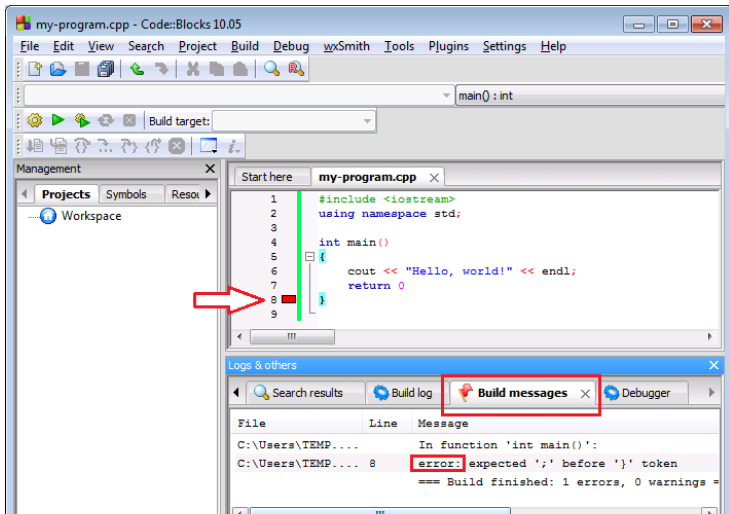 my-program.cpp - Code::Blocks 10.05
File Edit View Search Project Build Debug wxSmith Tools Plugins Settings Help
main() : int
Build target:
Management
Projects Symbols
Workspace
Start here my-program.cpp
1 #include <iostream>
2 using namespace std;
3
4 int main()
5 {
6 cout << "Hello, world!" << endl;
7 return 0
8 }
9
Logs & others
Search results Build log Build messages Debugger
File Line Message
C:\Users\TEMP.... In function 'int main()':
C:\Users\TEMP.... 8 error: expected ';' before '}' token
=== Build finished: 1 errors, 0 warnings =